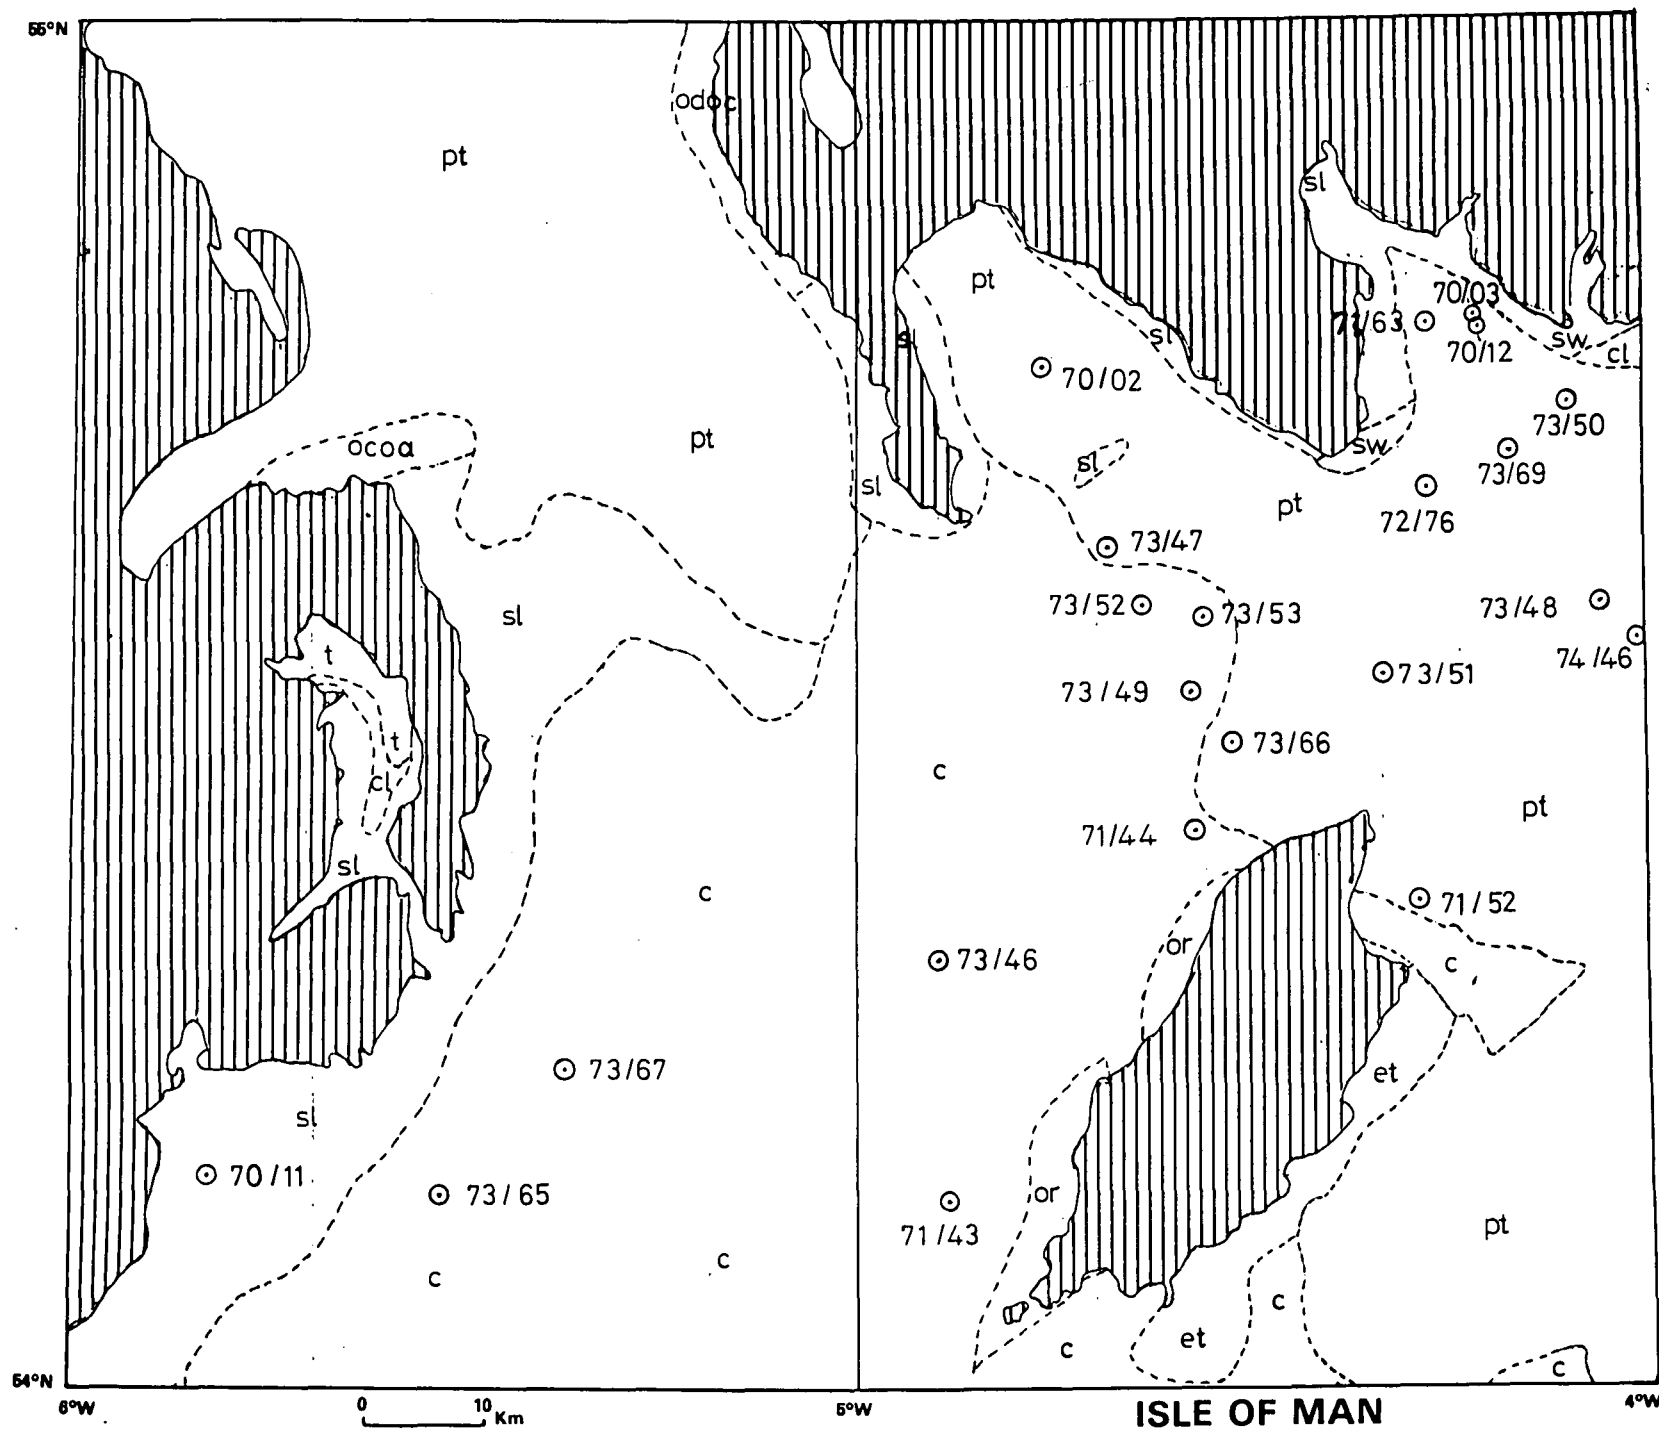 55°N
odoc
pt
sl
pt
70/03
71/63
70/12
sw
cl
s
sl
70/02
73/50
ocoa
pt
sl
sw
73/69
sl
pt
72/76
73/47
73/52
73/53
73/48
sl
74/46
t
73/49
73/51
t
73/66
c
cl
pt
71/44
sl
c
71/52
or
73/46
c
73/67
et
sl
70/11
73/65
or
71/43
pt
c
c
c
et
c
c
54°N
6°W
0
10
Km
5°W
ISLE OF MAN
4°W